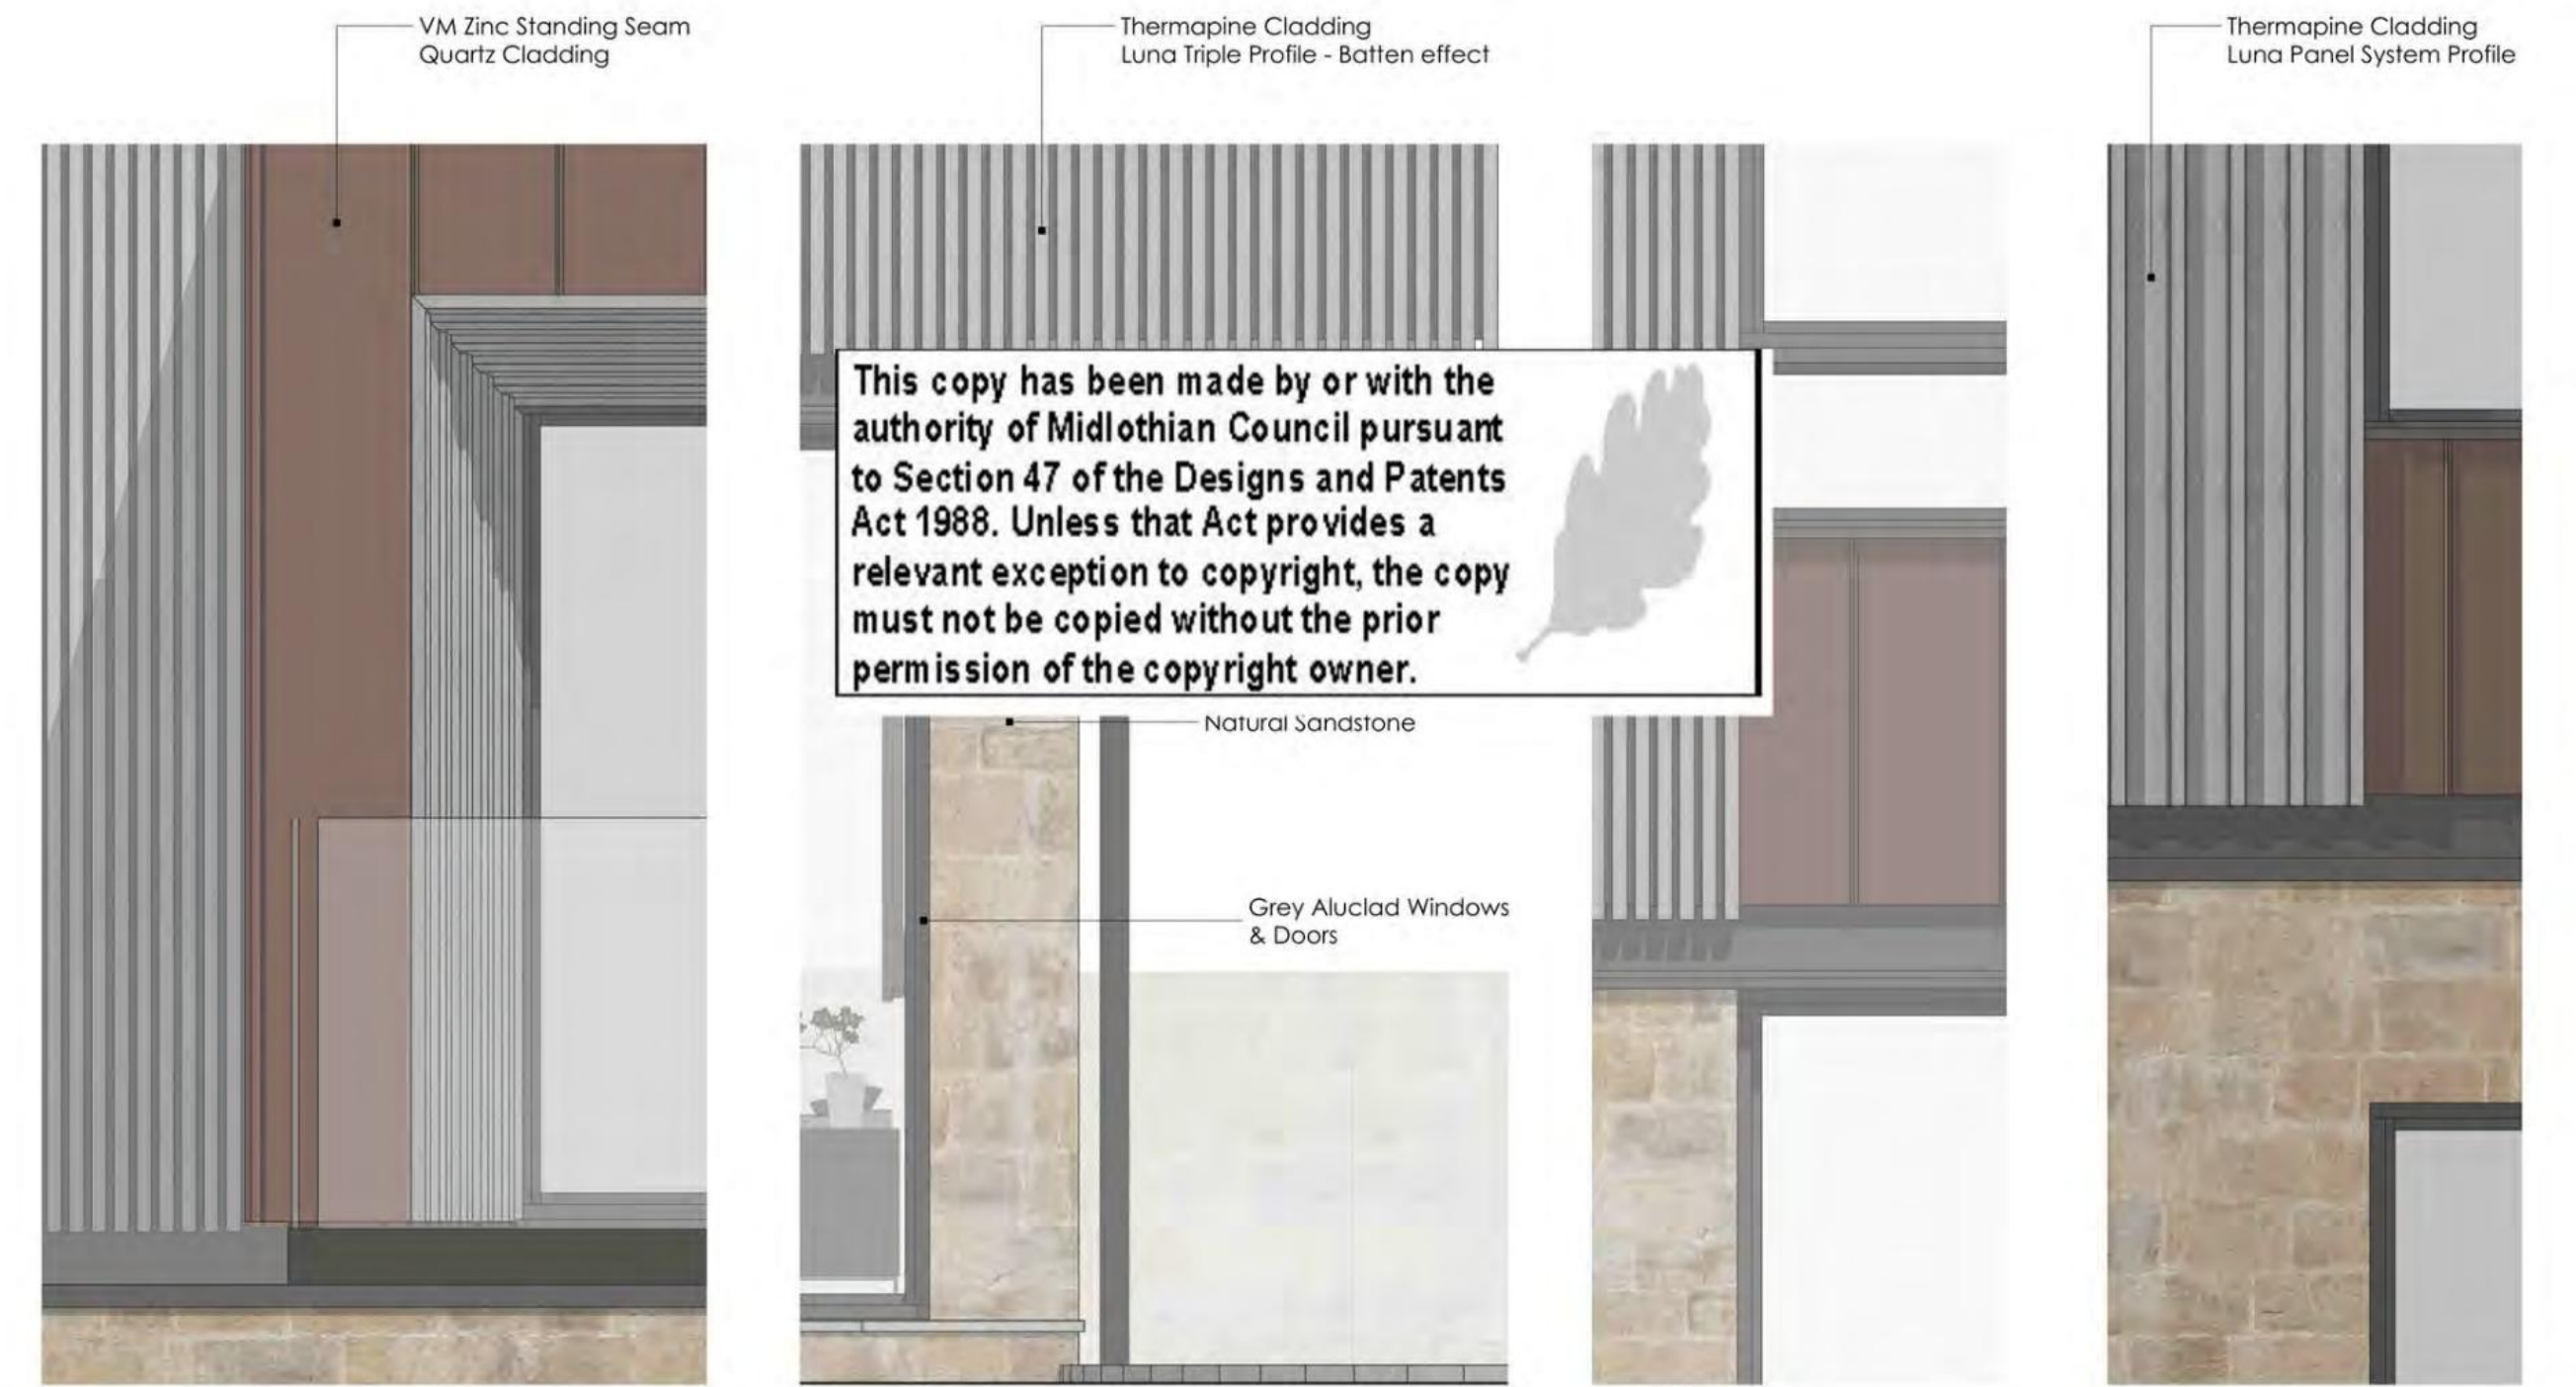 VM Zinc Standing Seam
Quartz Cladding
Thermapine Cladding
Luna Triple Profile - Batten effect
Thermapine Cladding
Luna Panel System Profile
This copy has been made by or with the
authority of Midlothian Council pursuant
to Section 47 of the Designs and Patents
Act 1988. Unless that Act provides a
relevant exception to copyright, the copy
must not be copied without the prior
permission of the copyright owner.
Natural Sandstone
Grey Aluclad Windows
& Doors